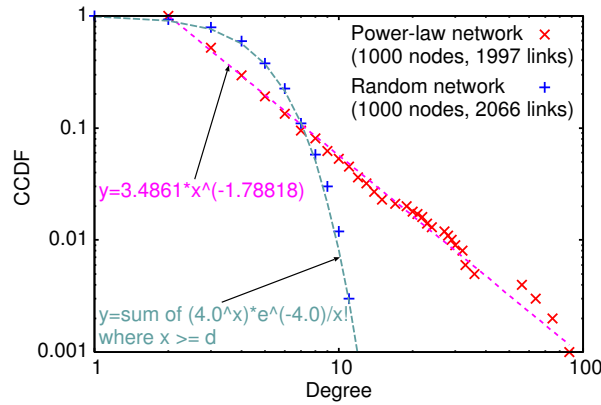 1
0.1
0.01
0.001
CCDF
1
10
100
Degree
Power-law network
(1000 nodes, 1997 links)
Random network
(1000 nodes, 2066 links)
y=3.4861*x^(-1.78818)
y=sum of (4.0^x)*e^(-4.0)/x!
where x >= d